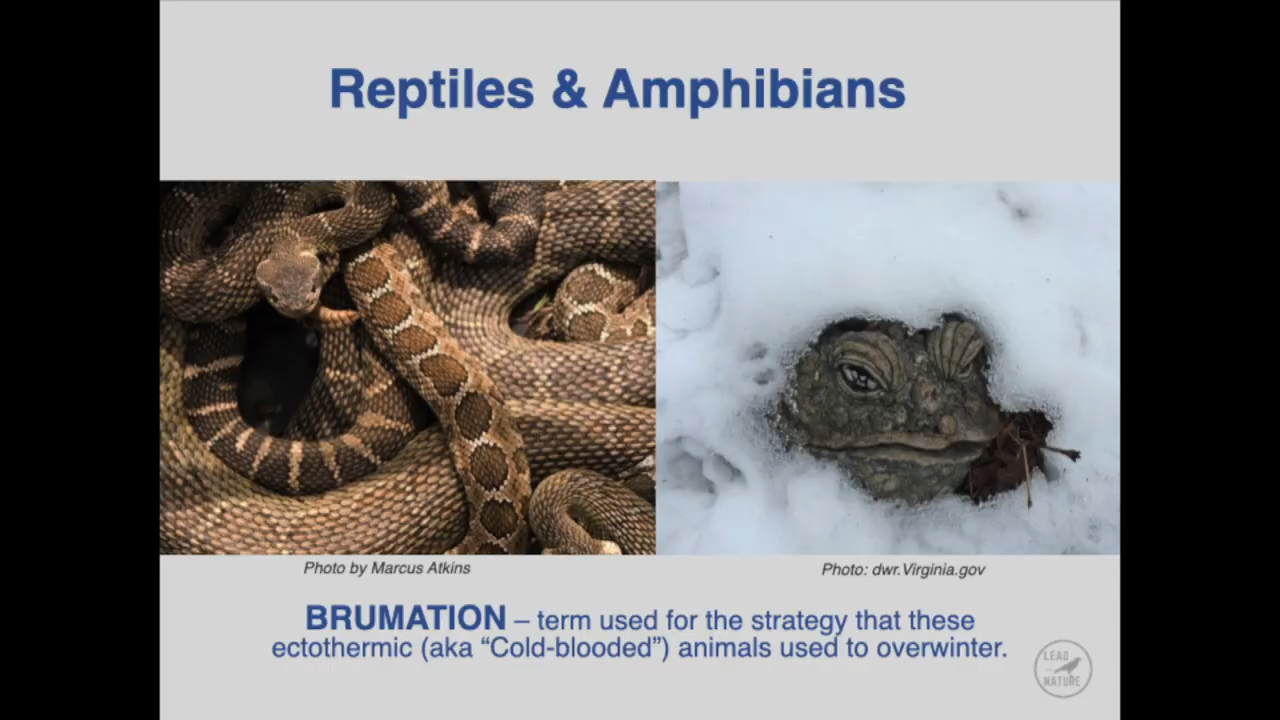 Reptiles & Amphibians
Photo by Marcus Atkins
Photo: dwr.Virginia.gov
BRUMATION – term used for the strategy that these
ectothermic (aka “Cold-blooded”) animals used to overwinter.
LEAD
NATURE